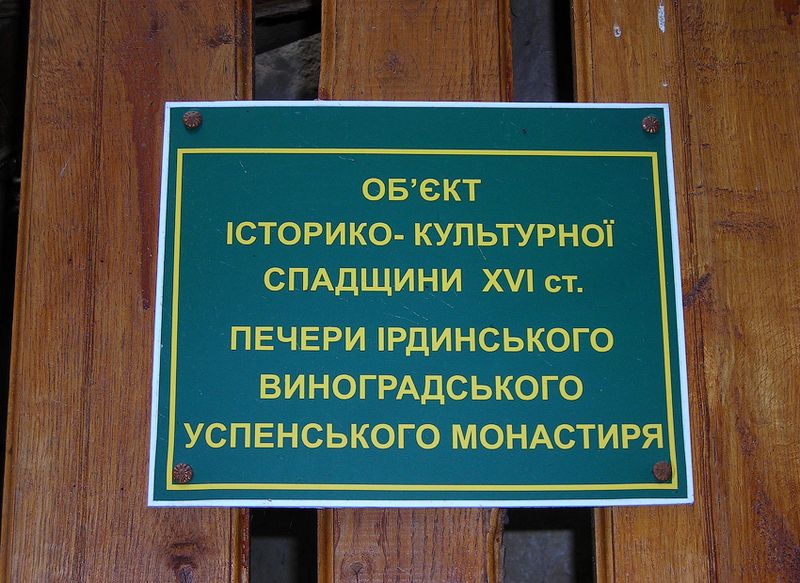 ОБ’ЄКТ
ІСТОРИКО- КУЛЬТУРНОЇ
СПАДЩИНИ XVI ст.
ПЕЧЕРИ ІРДИНСЬКОГО
ВИНОГРАДСЬКОГО
УСПЕНСЬКОГО МОНАСТИРЯ